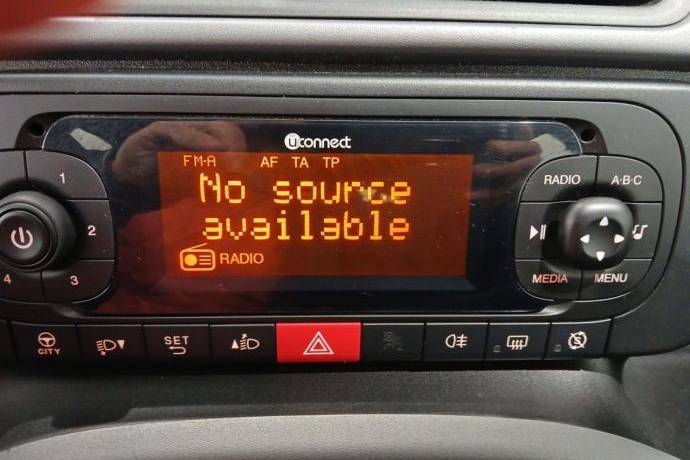 uconnect
FM-A AF TA TP
No source
available
RADIO
1
2
3
4
RADIO A·B·C
MEDIA MENU
CITY
SET